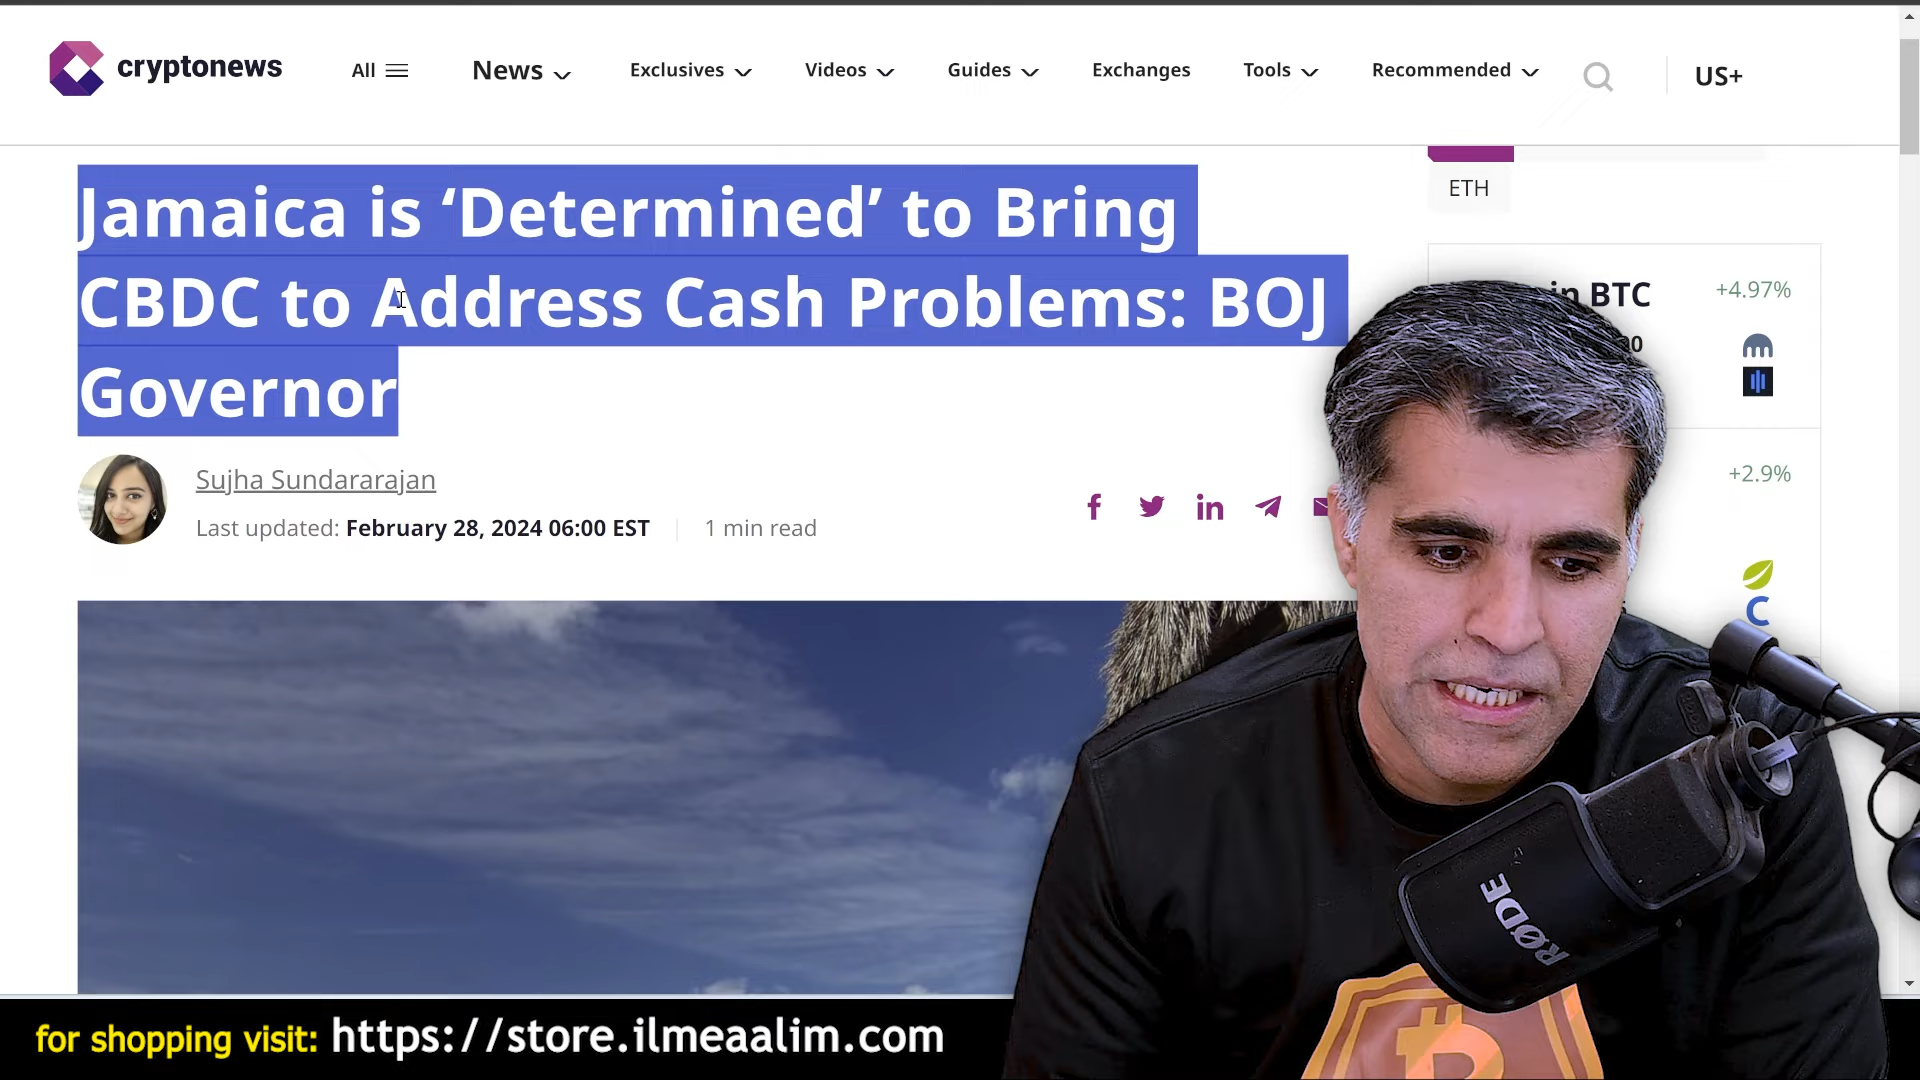 cryptonews
All
News
Exclusives
Videos
Guides
Exchanges
Tools
Recommended
US+
Jamaica is ‘Determined’ to Bring
CBDC to Address Cash Problems: BOJ
Governor
Sujha Sundararajan
Last updated: February 28, 2024 06:00 EST
1 min read
ETH
in BTC
+4.97%
+2.9%
RØDE
for shopping visit: https://store.ilmeaalim.com